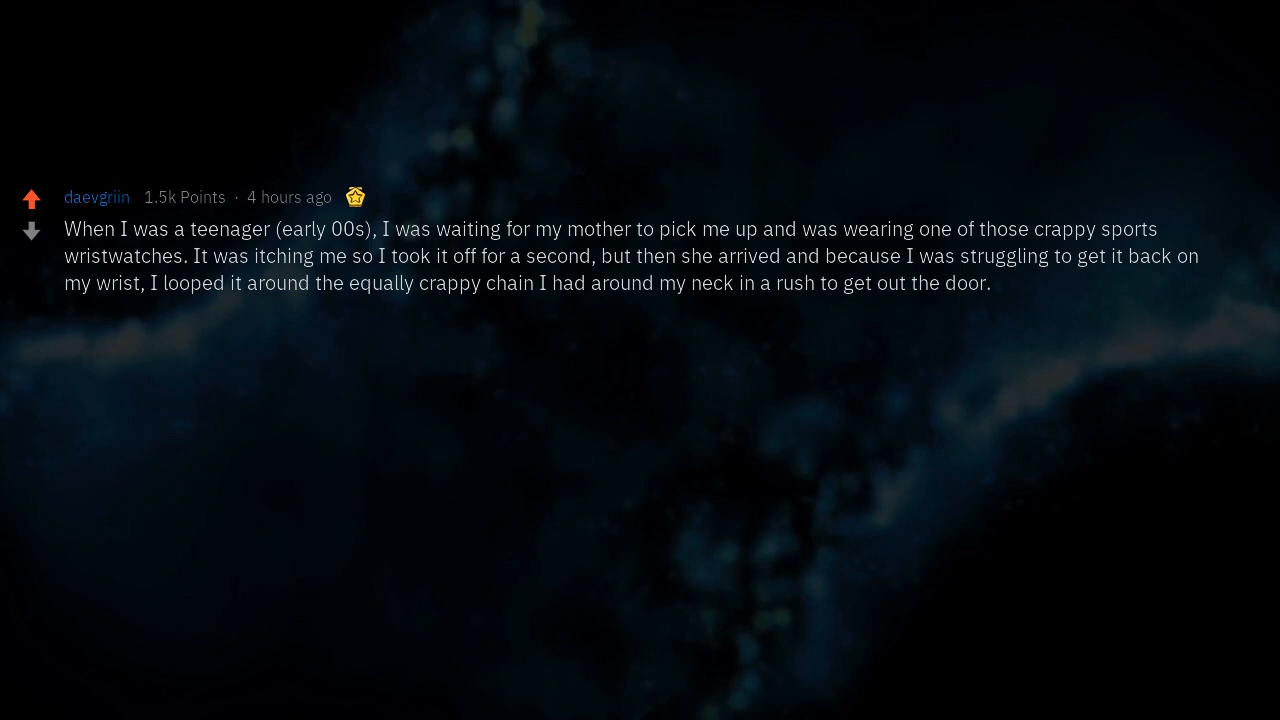 daevgriin 1.5k Points · 4 hours ago
When I was a teenager (early 00s), I was waiting for my mother to pick me up and was wearing one of those crappy sports
wristwatches. It was itching me so I took it off for a second, but then she arrived and because I was struggling to get it back on
my wrist, I looped it around the equally crappy chain I had around my neck in a rush to get out the door.